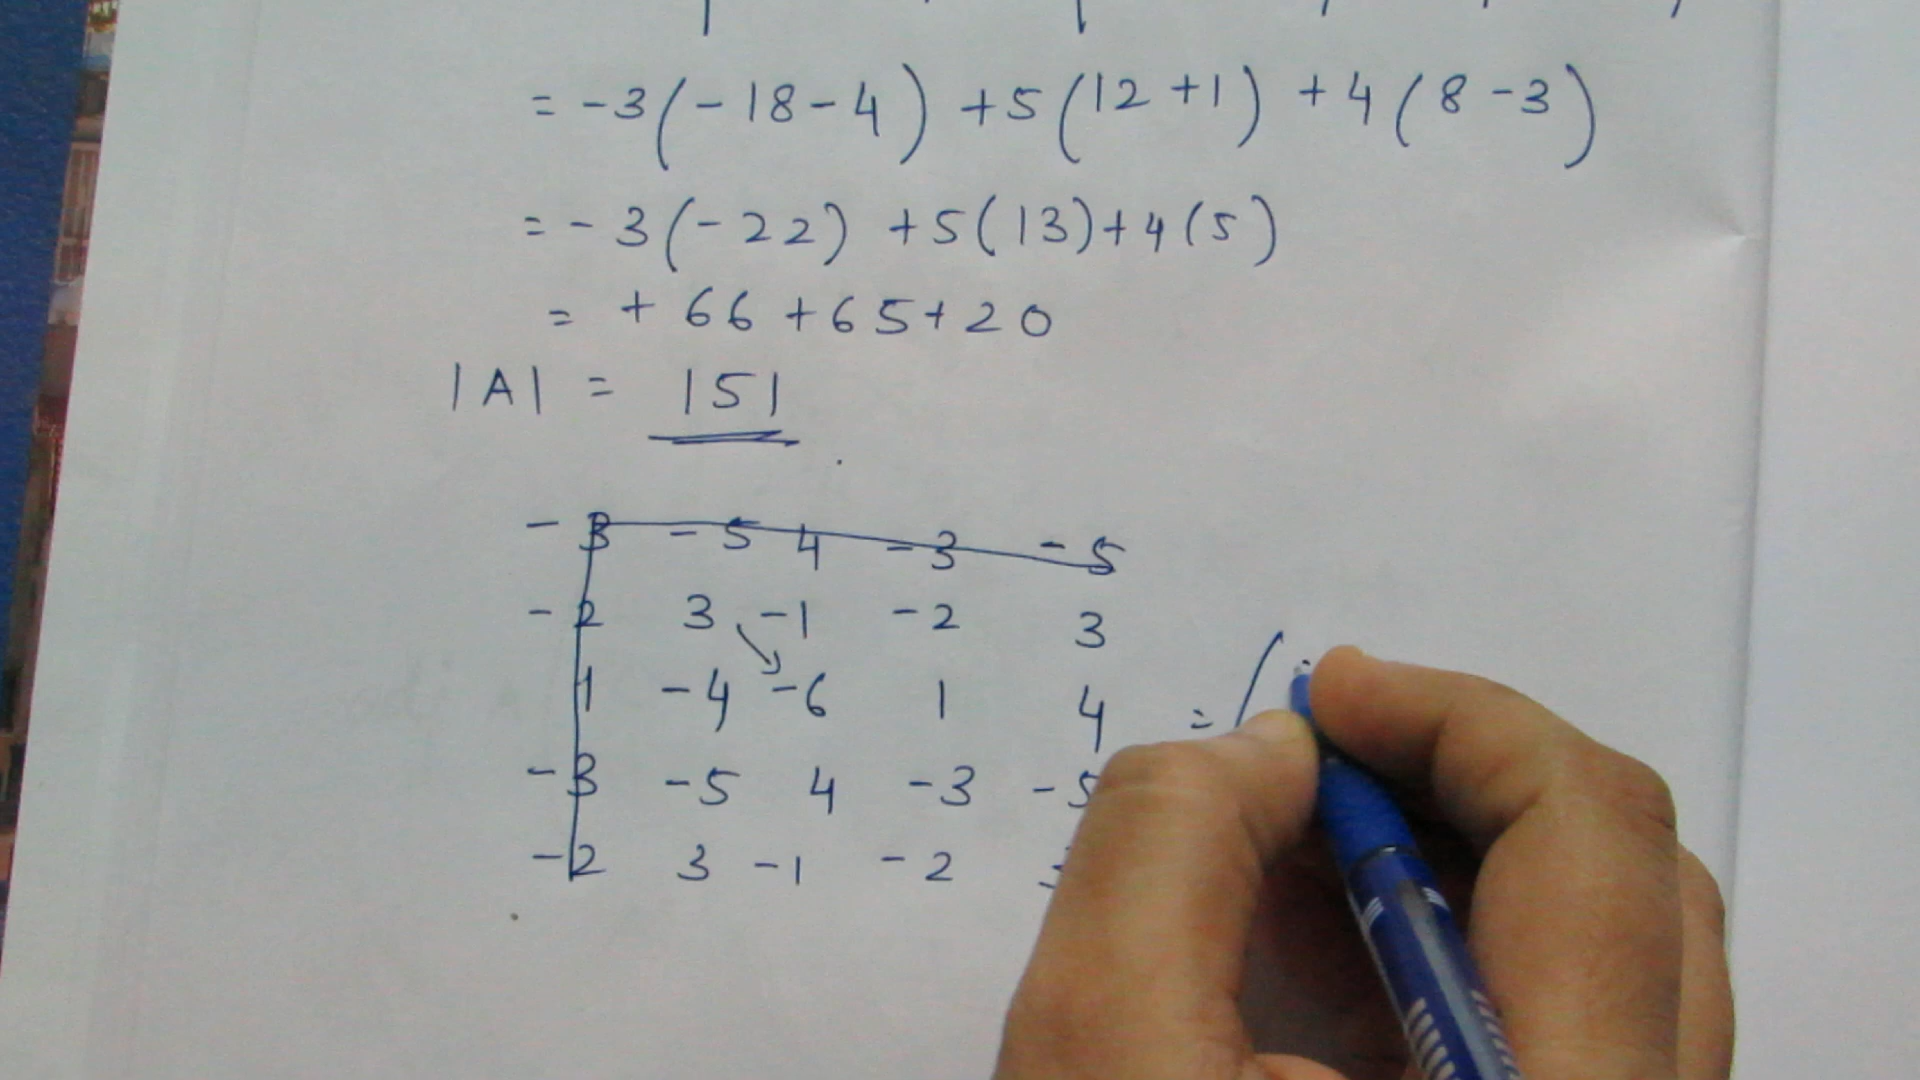 = -3(-18-4) +5(12+1) +4(8-3)
= -3(-22) +5(13)+4(5)
= +66+65+20
|A| = 151
-3 -5 4 -3 -5
-2 3 -1 -2 3
1 -4 -6 1 4 = (
-3 -5 4 -3 -5
-2 3 -1 -2